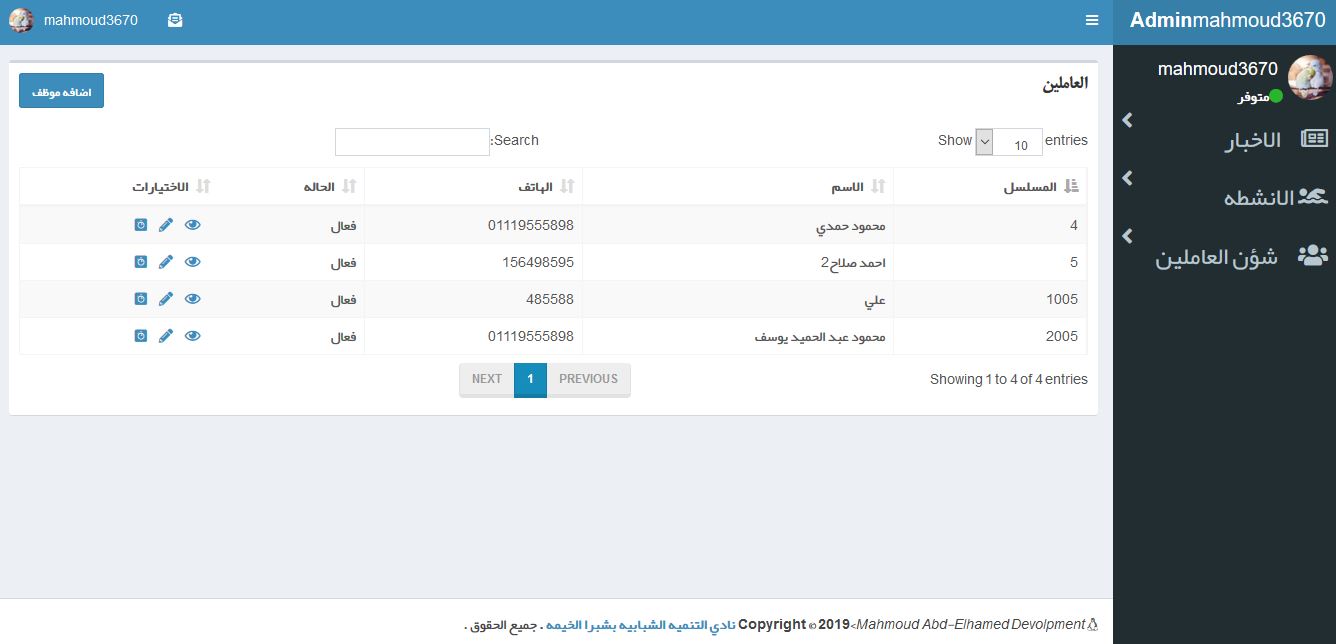 Adminmahmoud3670
mahmoud3670
mahmoud3670
متوفر
الاخبار
الانشطه
شؤن العاملين
العاملين
اضافه موظف
Show 10 entries
Search:
المسلسل الاسم الهاتف الحاله الاختيارات
4 محمود حمدي 01119555898 فعال
5 احمد صلاح2 156498595 فعال
1005 علي 485588 فعال
2005 محمود عبد الحميد يوسف 01119555898 فعال
Showing 1 to 4 of 4 entries
NEXT 1 PREVIOUS
Mahmoud Abd-Elhamed Devolpment> Copyright © 2019 نادي التنميه الشبابيه بشبرا الخيمه . جميع الحقوق .